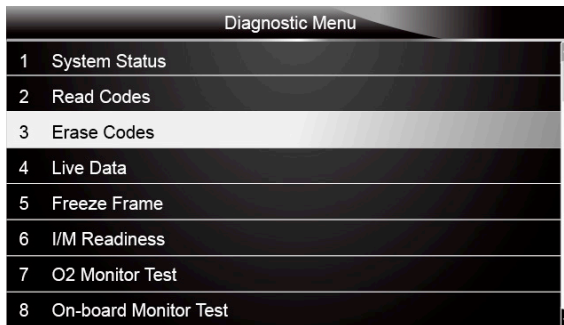 Diagnostic Menu
1 System Status
2 Read Codes
3 Erase Codes
4 Live Data
5 Freeze Frame
6 I/M Readiness
7 O2 Monitor Test
8 On-board Monitor Test